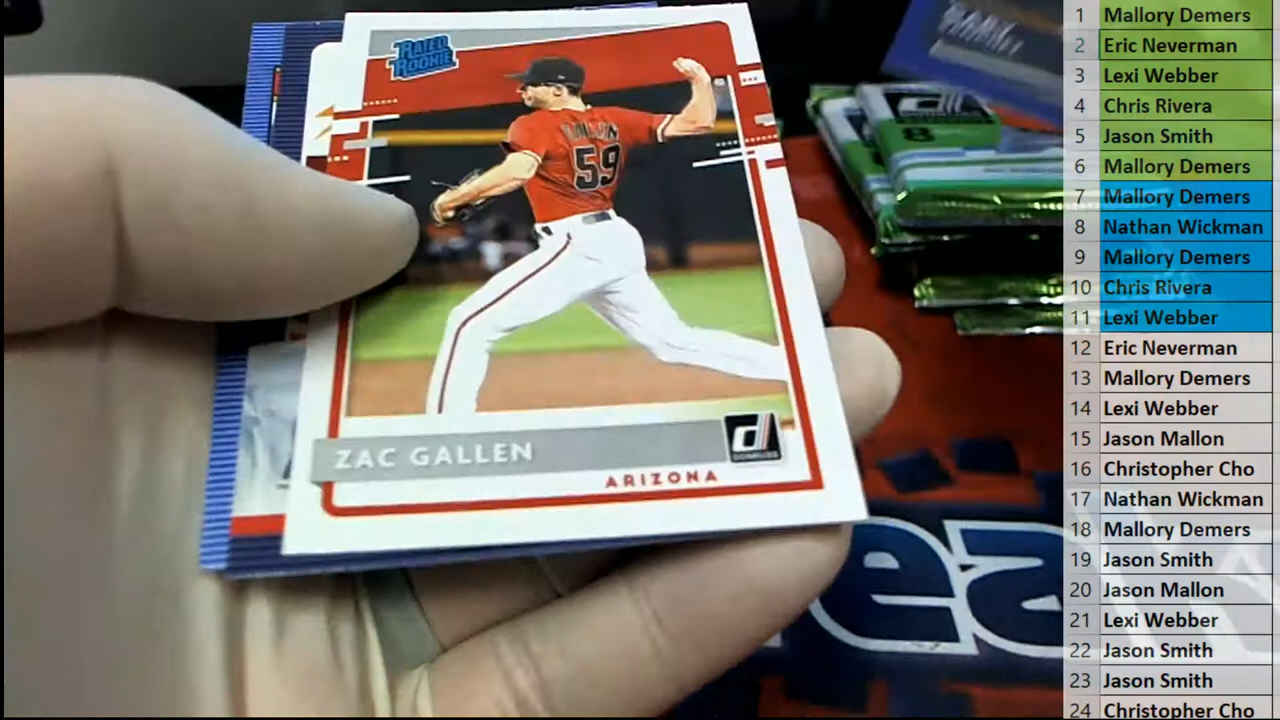 RATED
ROOKIE
59
ZAC GALLEN
DONRUSS
ARIZONA
8
ea
1 Mallory Demers
2 Eric Neverman
3 Lexi Webber
4 Chris Rivera
5 Jason Smith
6 Mallory Demers
7 Mallory Demers
8 Nathan Wickman
9 Mallory Demers
10 Chris Rivera
11 Lexi Webber
12 Eric Neverman
13 Mallory Demers
14 Lexi Webber
15 Jason Mallon
16 Christopher Cho
17 Nathan Wickman
18 Mallory Demers
19 Jason Smith
20 Jason Mallon
21 Lexi Webber
22 Jason Smith
23 Jason Smith
24 Christopher Cho